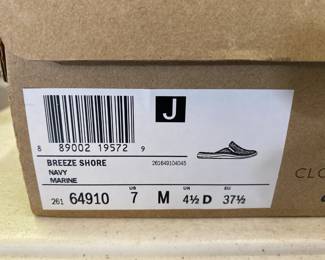 J
8 89002 19572 9
BREEZE SHORE
261649104045
NAVY
MARINE
US UK EU
261 64910 7 M 4½ D 37½
CLO